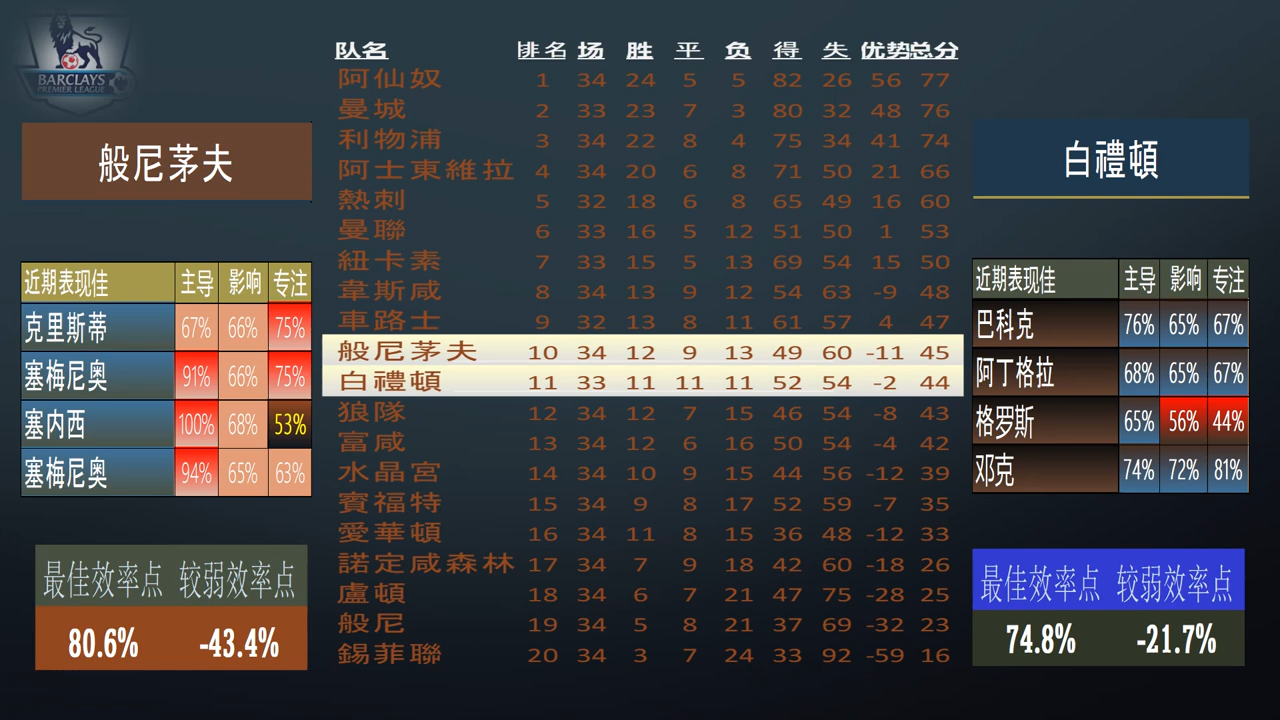 BARCLAYS
PREMIER LEAGUE
般尼茅夫
近期表现佳 主导 影响 专注
克里斯蒂 67% 66% 75%
塞梅尼奥 91% 66% 75%
塞内西 100% 68% 53%
塞梅尼奥 94% 65% 63%
最佳效率点 较弱效率点
80.6% -43.4%
队名 排名 场 胜 平 负 得 失 优势 总分
阿仙奴 1 34 24 5 5 82 26 56 77
曼城 2 33 23 7 3 80 32 48 76
利物浦 3 34 22 8 4 75 34 41 74
阿士東維拉 4 34 20 6 8 71 50 21 66
熱刺 5 32 18 6 8 65 49 16 60
曼聯 6 33 16 5 12 51 50 1 53
紐卡素 7 33 15 5 13 69 54 15 50
韋斯咸 8 34 13 9 12 54 63 -9 48
車路士 9 32 13 8 11 61 57 4 47
般尼茅夫 10 34 12 9 13 49 60 -11 45
白禮頓 11 33 11 11 11 52 54 -2 44
狼隊 12 34 12 7 15 46 54 -8 43
富咸 13 34 12 6 16 50 54 -4 42
水晶宮 14 34 10 9 15 44 56 -12 39
賓福特 15 34 9 8 17 52 59 -7 35
愛華頓 16 34 11 8 15 36 48 -12 33
諾定咸森林 17 34 7 9 18 42 60 -18 26
盧頓 18 34 6 7 21 47 75 -28 25
般尼 19 34 5 8 21 37 69 -32 23
錫菲聯 20 34 3 7 24 33 92 -59 16
白禮頓
近期表现佳 主导 影响 专注
巴科克 76% 65% 67%
阿丁格拉 68% 65% 67%
格罗斯 65% 56% 44%
邓克 74% 72% 81%
最佳效率点 较弱效率点
74.8% -21.7%